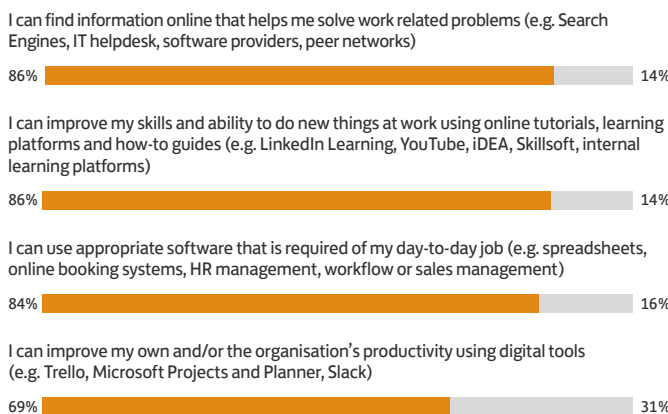 I can find information online that helps me solve work related problems (e.g. Search
Engines, IT helpdesk, software providers, peer networks)
86% 14%
I can improve my skills and ability to do new things at work using online tutorials, learning
platforms and how-to guides (e.g. LinkedIn Learning, YouTube, iDEA, Skillsoft, internal
learning platforms)
86% 14%
I can use appropriate software that is required of my day-to-day job (e.g. spreadsheets,
online booking systems, HR management, workflow or sales management)
84% 16%
I can improve my own and/or the organisation's productivity using digital tools
(e.g. Trello, Microsoft Projects and Planner, Slack)
69% 31%